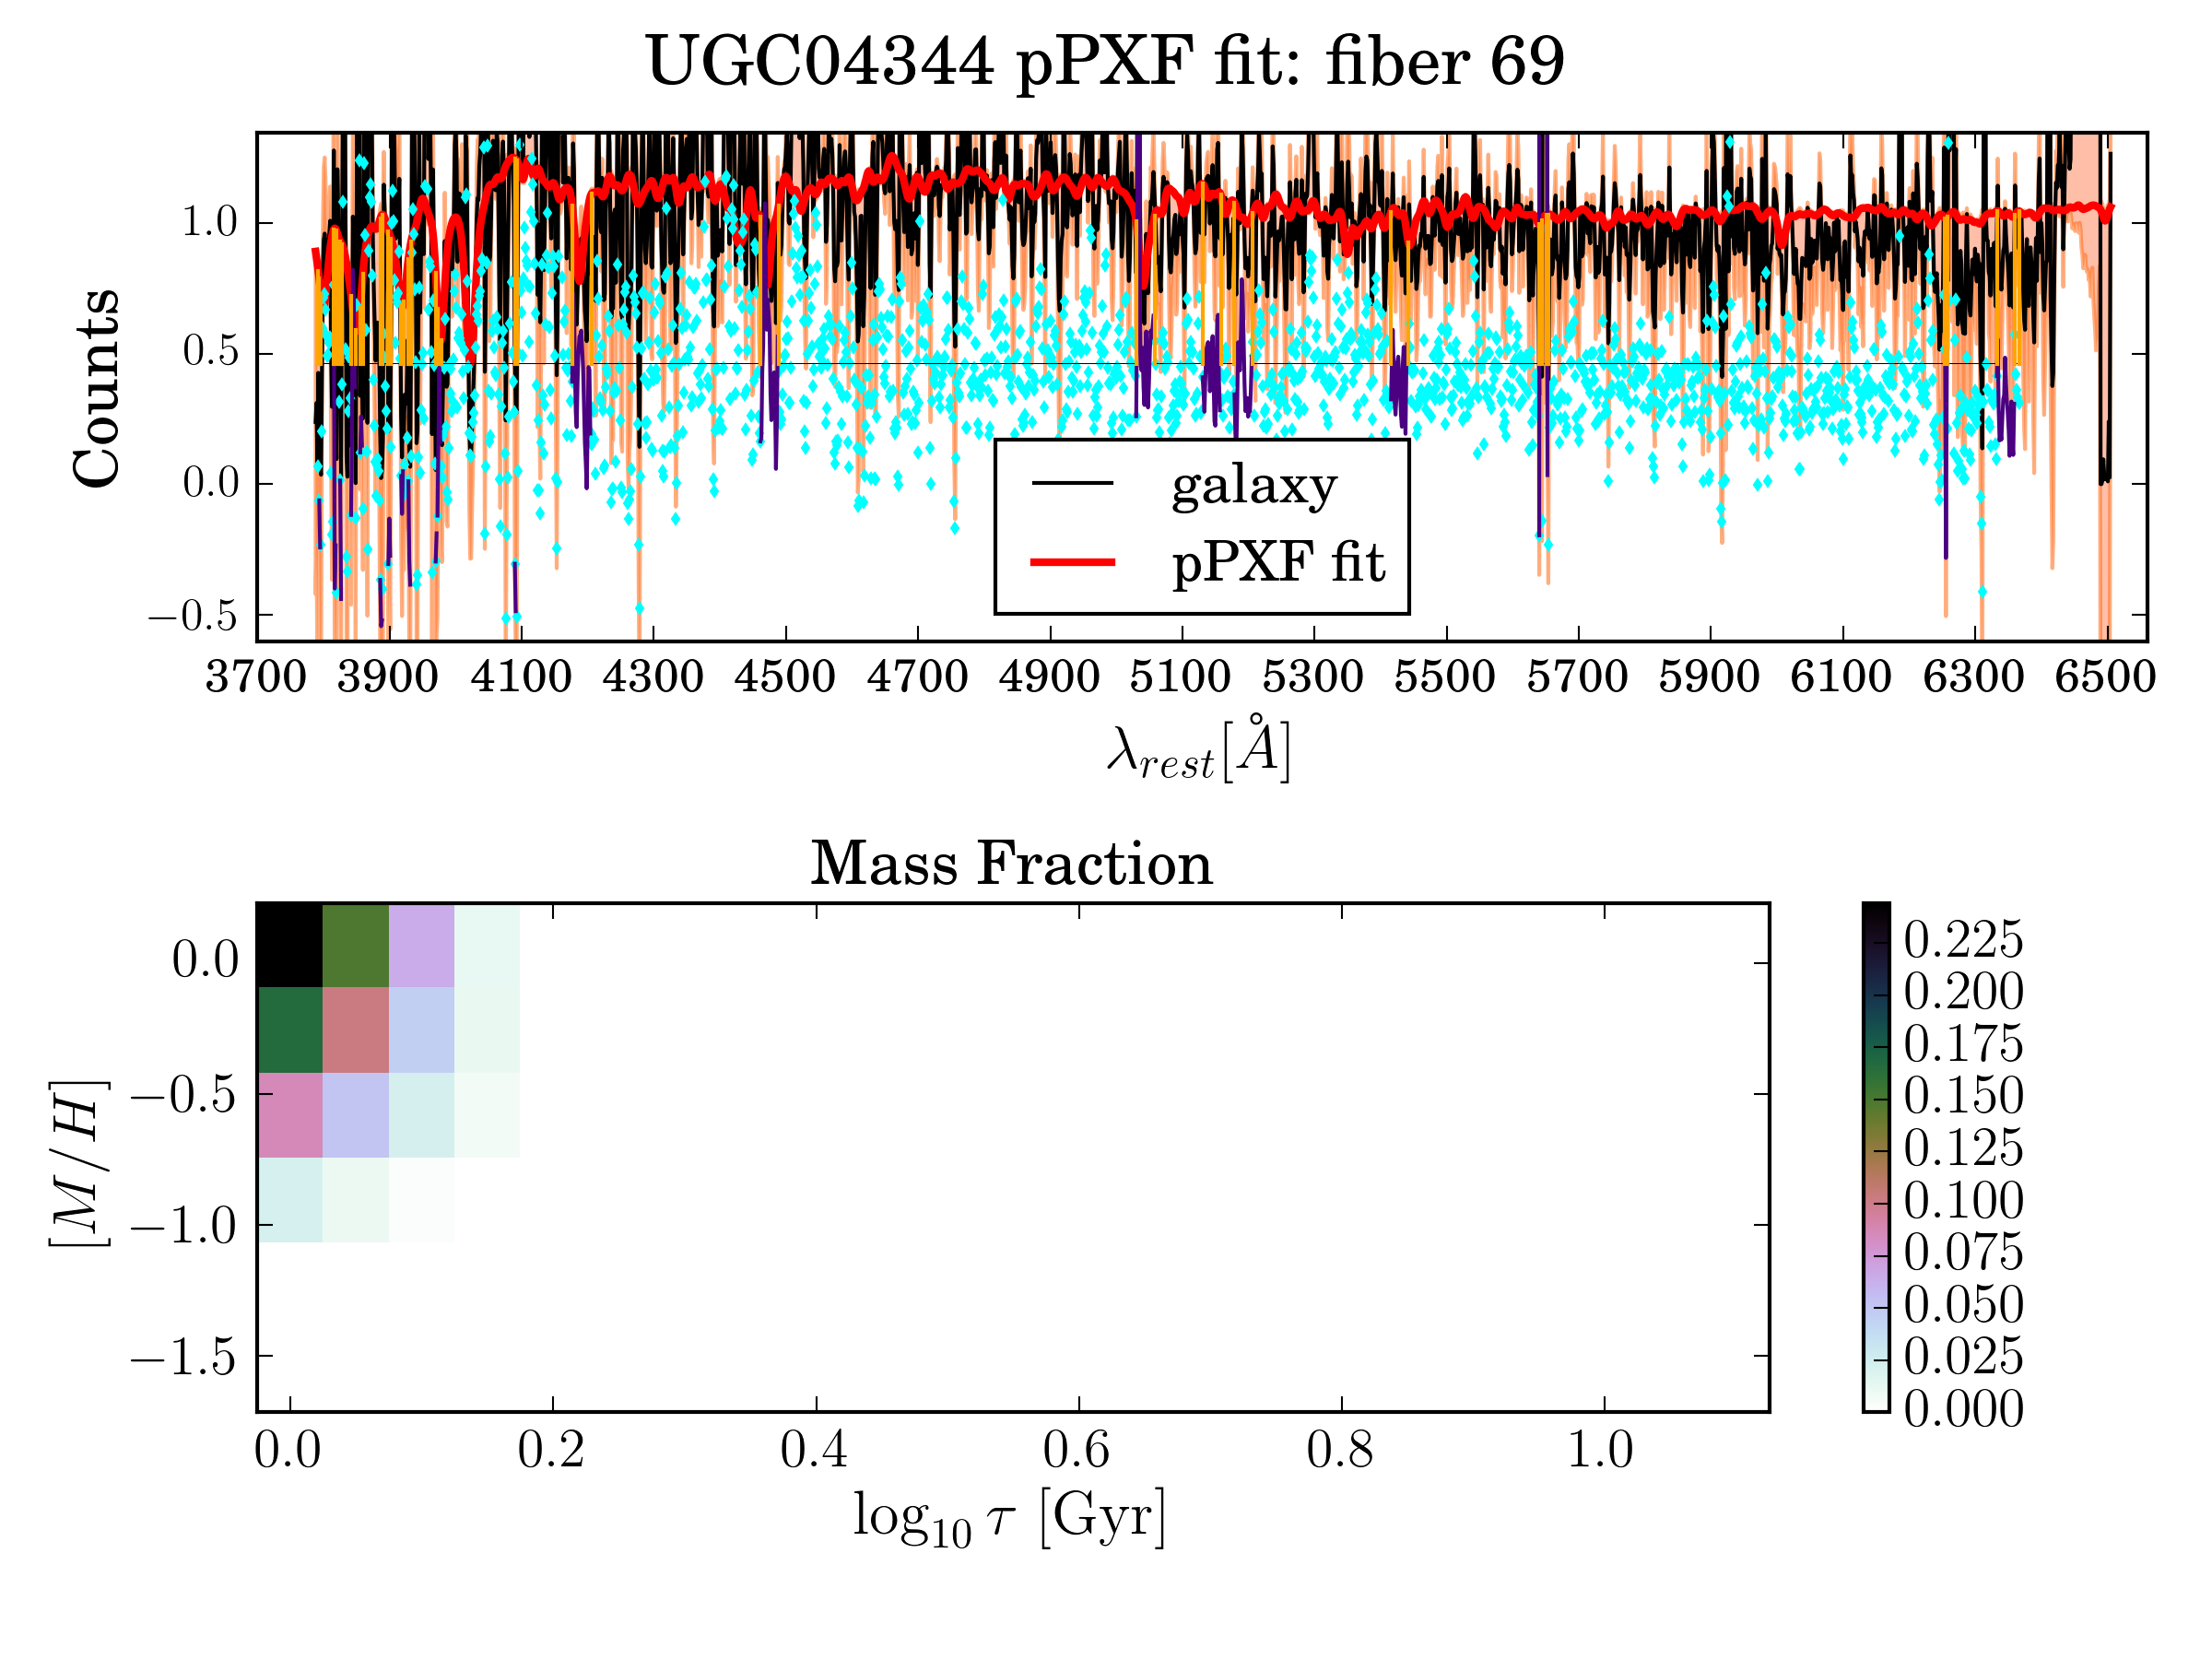 UGC04344 pPXF fit: fiber 69
Counts
1.0
0.5
0.0
−0.5
galaxy
pPXF fit
3700 3900 4100 4300 4500 4700 4900 5100 5300 5500 5700 5900 6100 6300 6500
λrest[Å]
Mass Fraction
[M/H]
0.0
−0.5
−1.0
−1.5
0.0 0.2 0.4 0.6 0.8 1.0
log10 τ [Gyr]
0.225
0.200
0.175
0.150
0.125
0.100
0.075
0.050
0.025
0.000